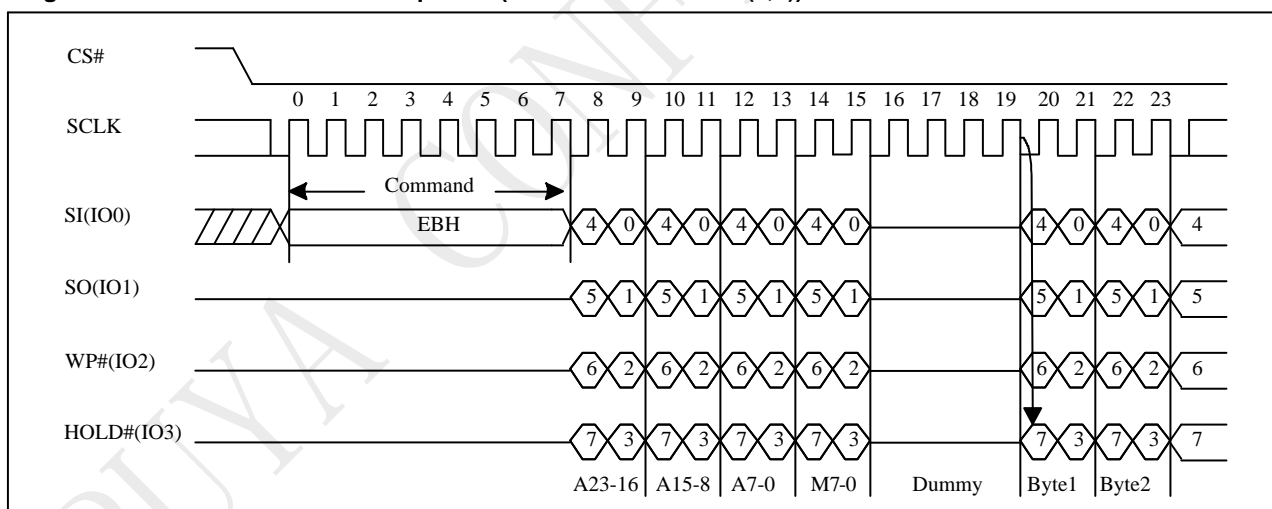 CS#
0 1 2 3 4 5 6 7 8 9 10 11 12 13 14 15 16 17 18 19 20 21 22 23
SCLK
Command
SI(IO0) EBH 4 0 4 0 4 0 4 0 4 0 4 0 4
SO(IO1) 5 1 5 1 5 1 5 1 5 1 5 1 5
WP#(IO2) 6 2 6 2 6 2 6 2 6 2 6 2 6
HOLD#(IO3) 7 3 7 3 7 3 7 3 7 3 7 3 7
A23-16 A15-8 A7-0 M7-0 Dummy Byte1 Byte2
PUYA CONF